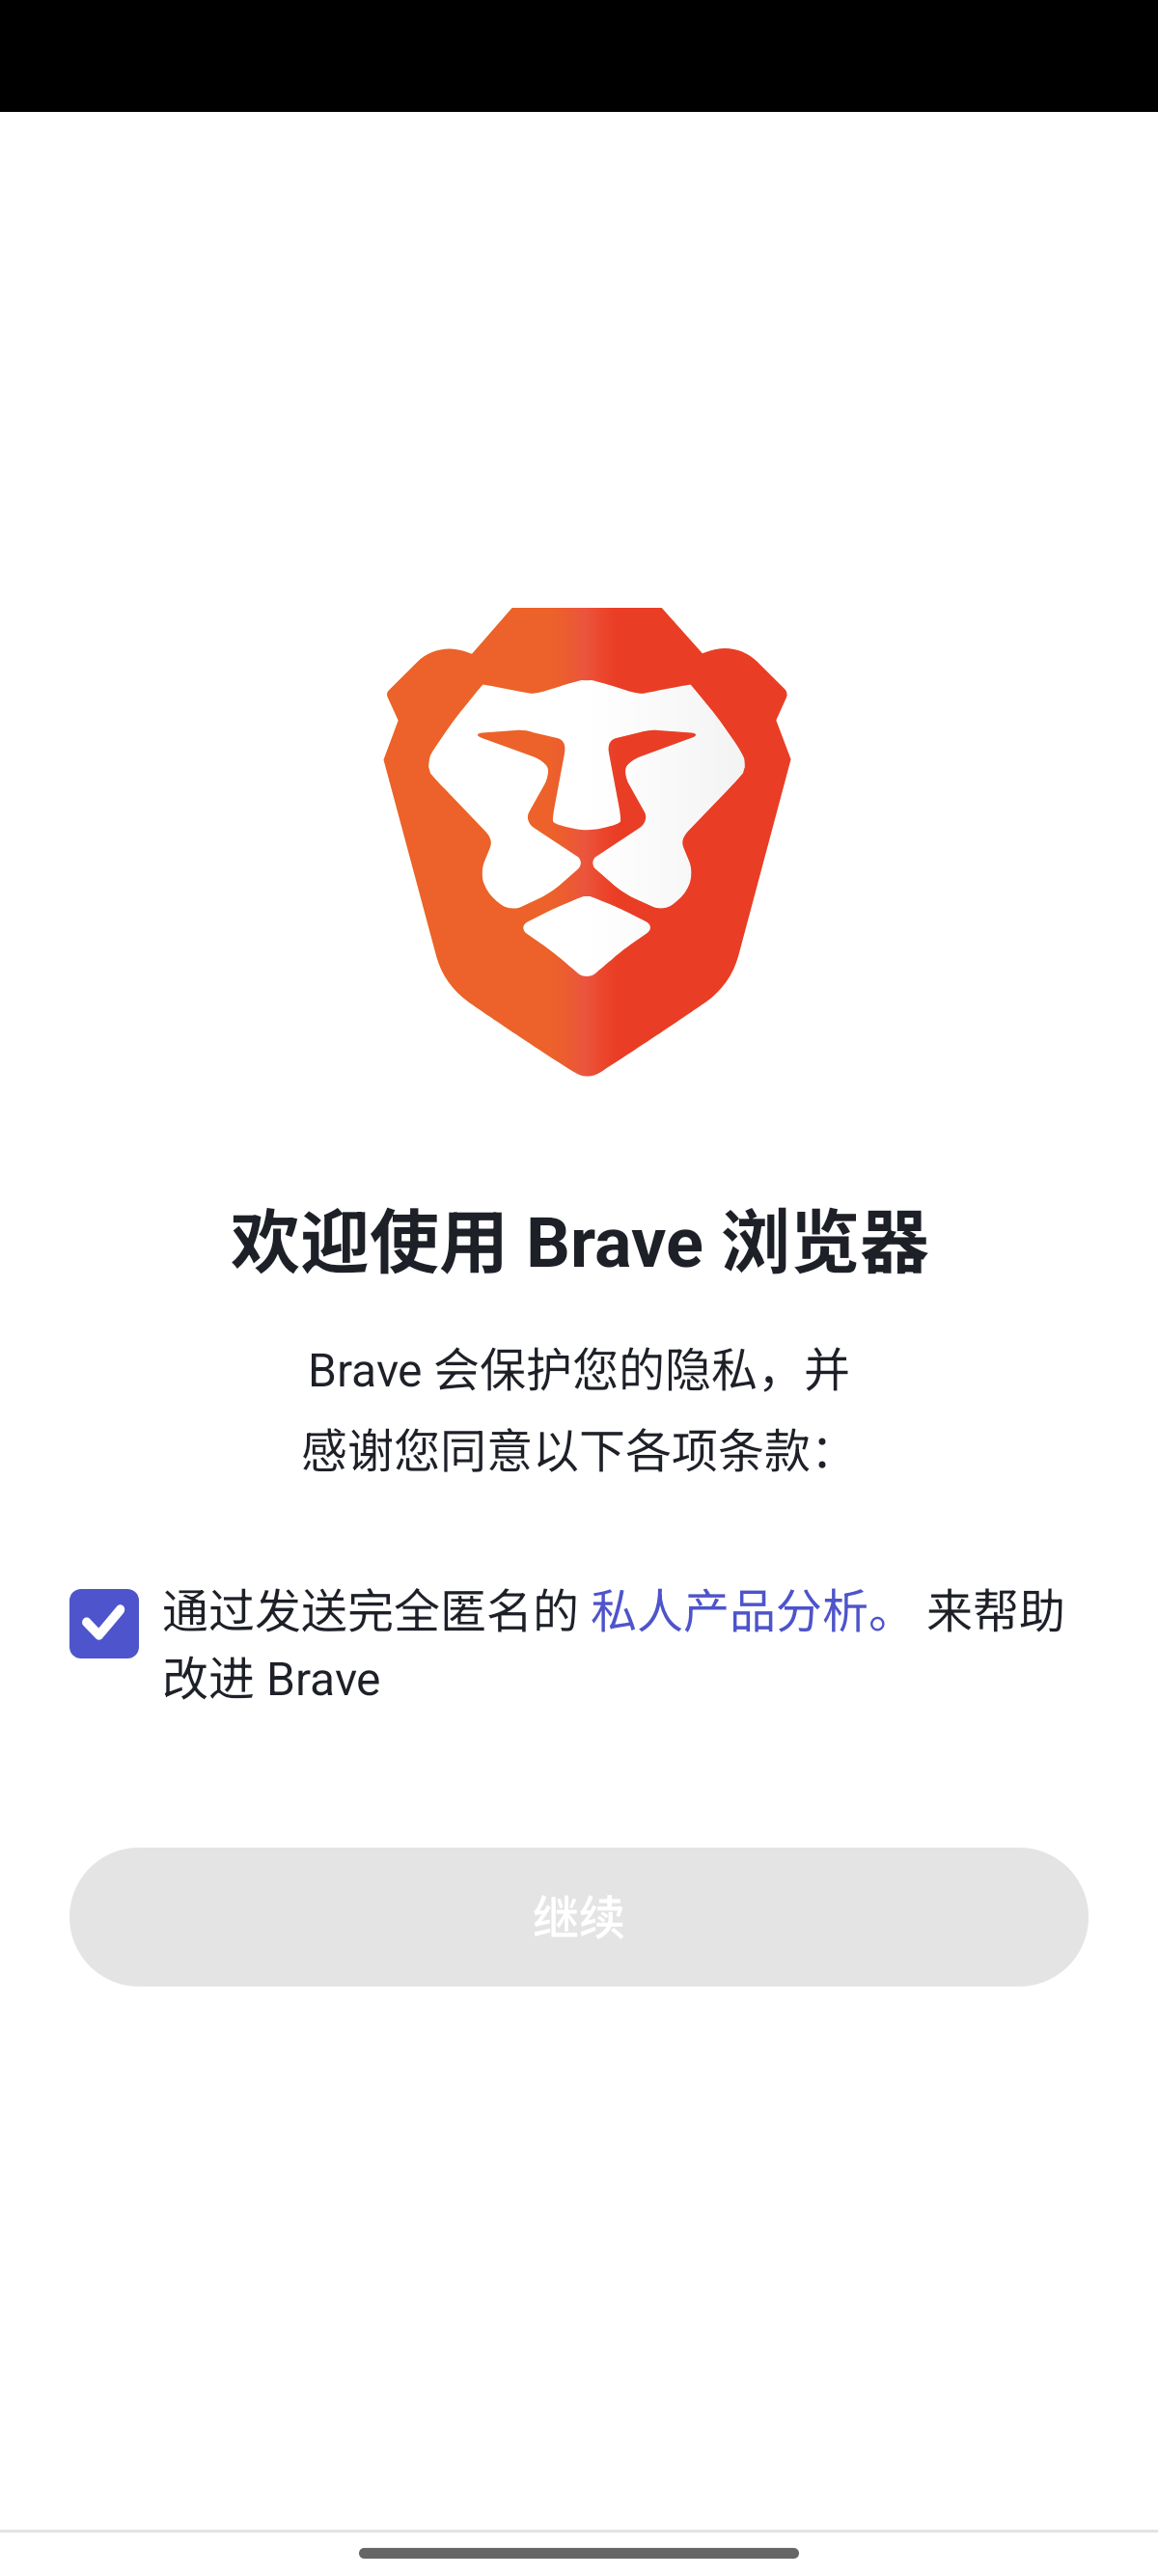 欢迎使用 Brave 浏览器
Brave 会保护您的隐私，并
感谢您同意以下各项条款：
通过发送完全匿名的 私人产品分析。 来帮助
改进 Brave
继续